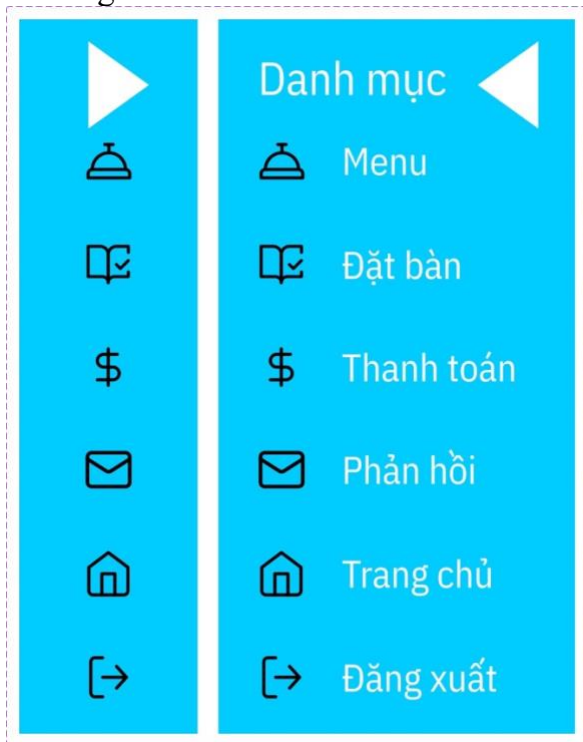 Danh mục
Menu
Đặt bàn
Thanh toán
Phản hồi
Trang chủ
Đăng xuất